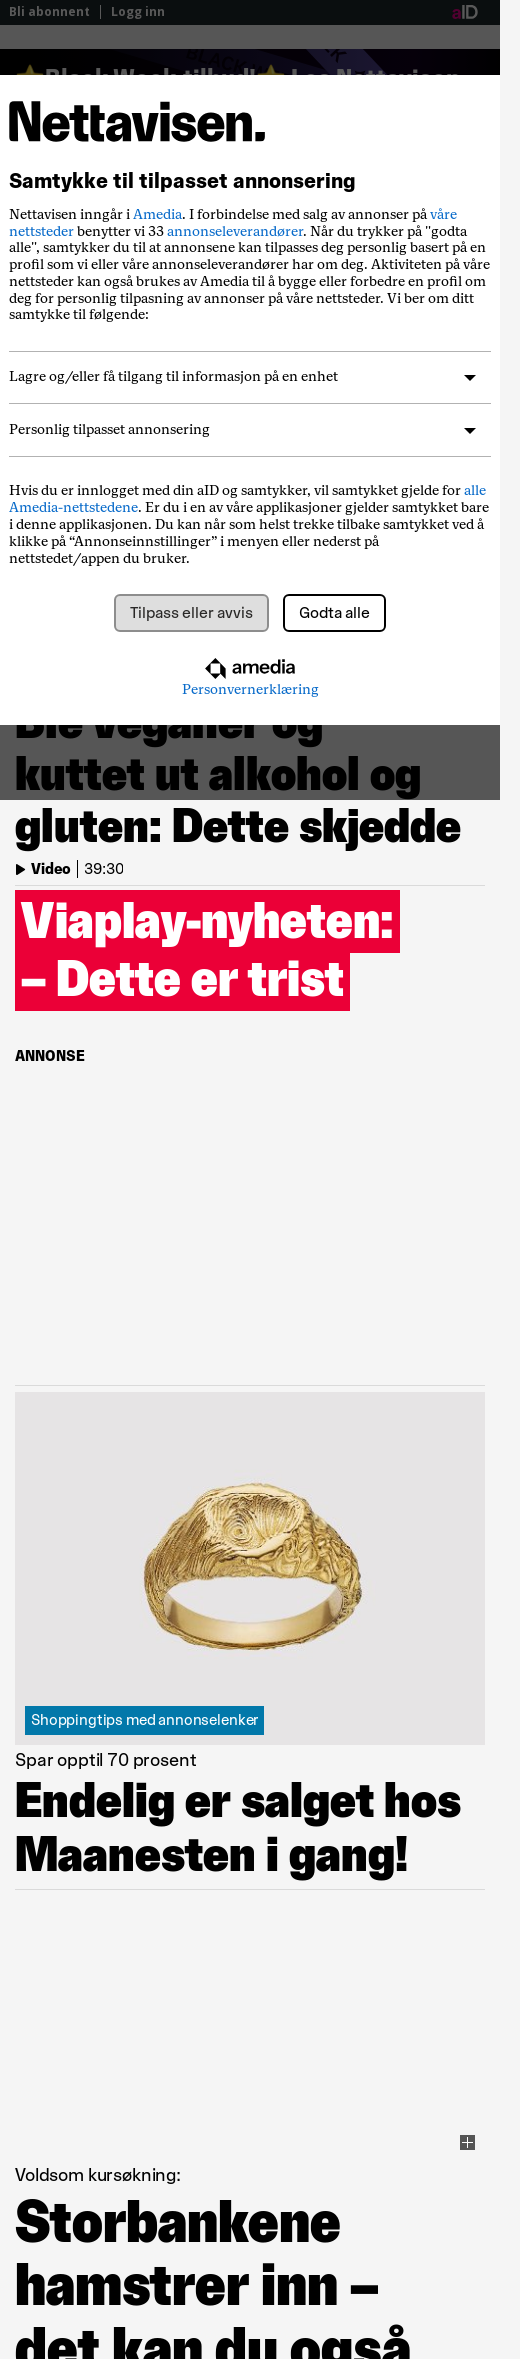 Bli abonnent
Logg inn
aID
Nettavisen.
Samtykke til tilpasset annonsering
Nettavisen inngår i Amedia. I forbindelse med salg av annonser på våre
nettsteder benytter vi 33 annonseleverandører. Når du trykker på "godta
alle", samtykker du til at annonsene kan tilpasses deg personlig basert på en
profil som vi eller våre annonseleverandører har om deg. Aktiviteten på våre
nettsteder kan også brukes av Amedia til å bygge eller forbedre en profil om
deg for personlig tilpasning av annonser på våre nettsteder. Vi ber om ditt
samtykke til følgende:
Lagre og/eller få tilgang til informasjon på en enhet
Personlig tilpasset annonsering
Hvis du er innlogget med din aID og samtykker, vil samtykket gjelde for alle
Amedia-nettstedene. Er du i en av våre applikasjoner gjelder samtykket bare
i denne applikasjonen. Du kan når som helst trekke tilbake samtykket ved å
klikke på “Annonseinnstillinger” i menyen eller nederst på
nettstedet/appen du bruker.
Tilpass eller avvis
Godta alle
amedia
Personvernerklæring
Ble veganer og
kuttet ut alkohol og
gluten: Dette skjedde
Video
39:30
Viaplay-nyheten:
– Dette er trist
ANNONSE
Shoppingtips med annonselenker
Spar opptil 70 prosent
Endelig er salget hos
Maanesten i gang!
Voldsom kursøkning:
Storbankene
hamstrer inn –
det kan du også